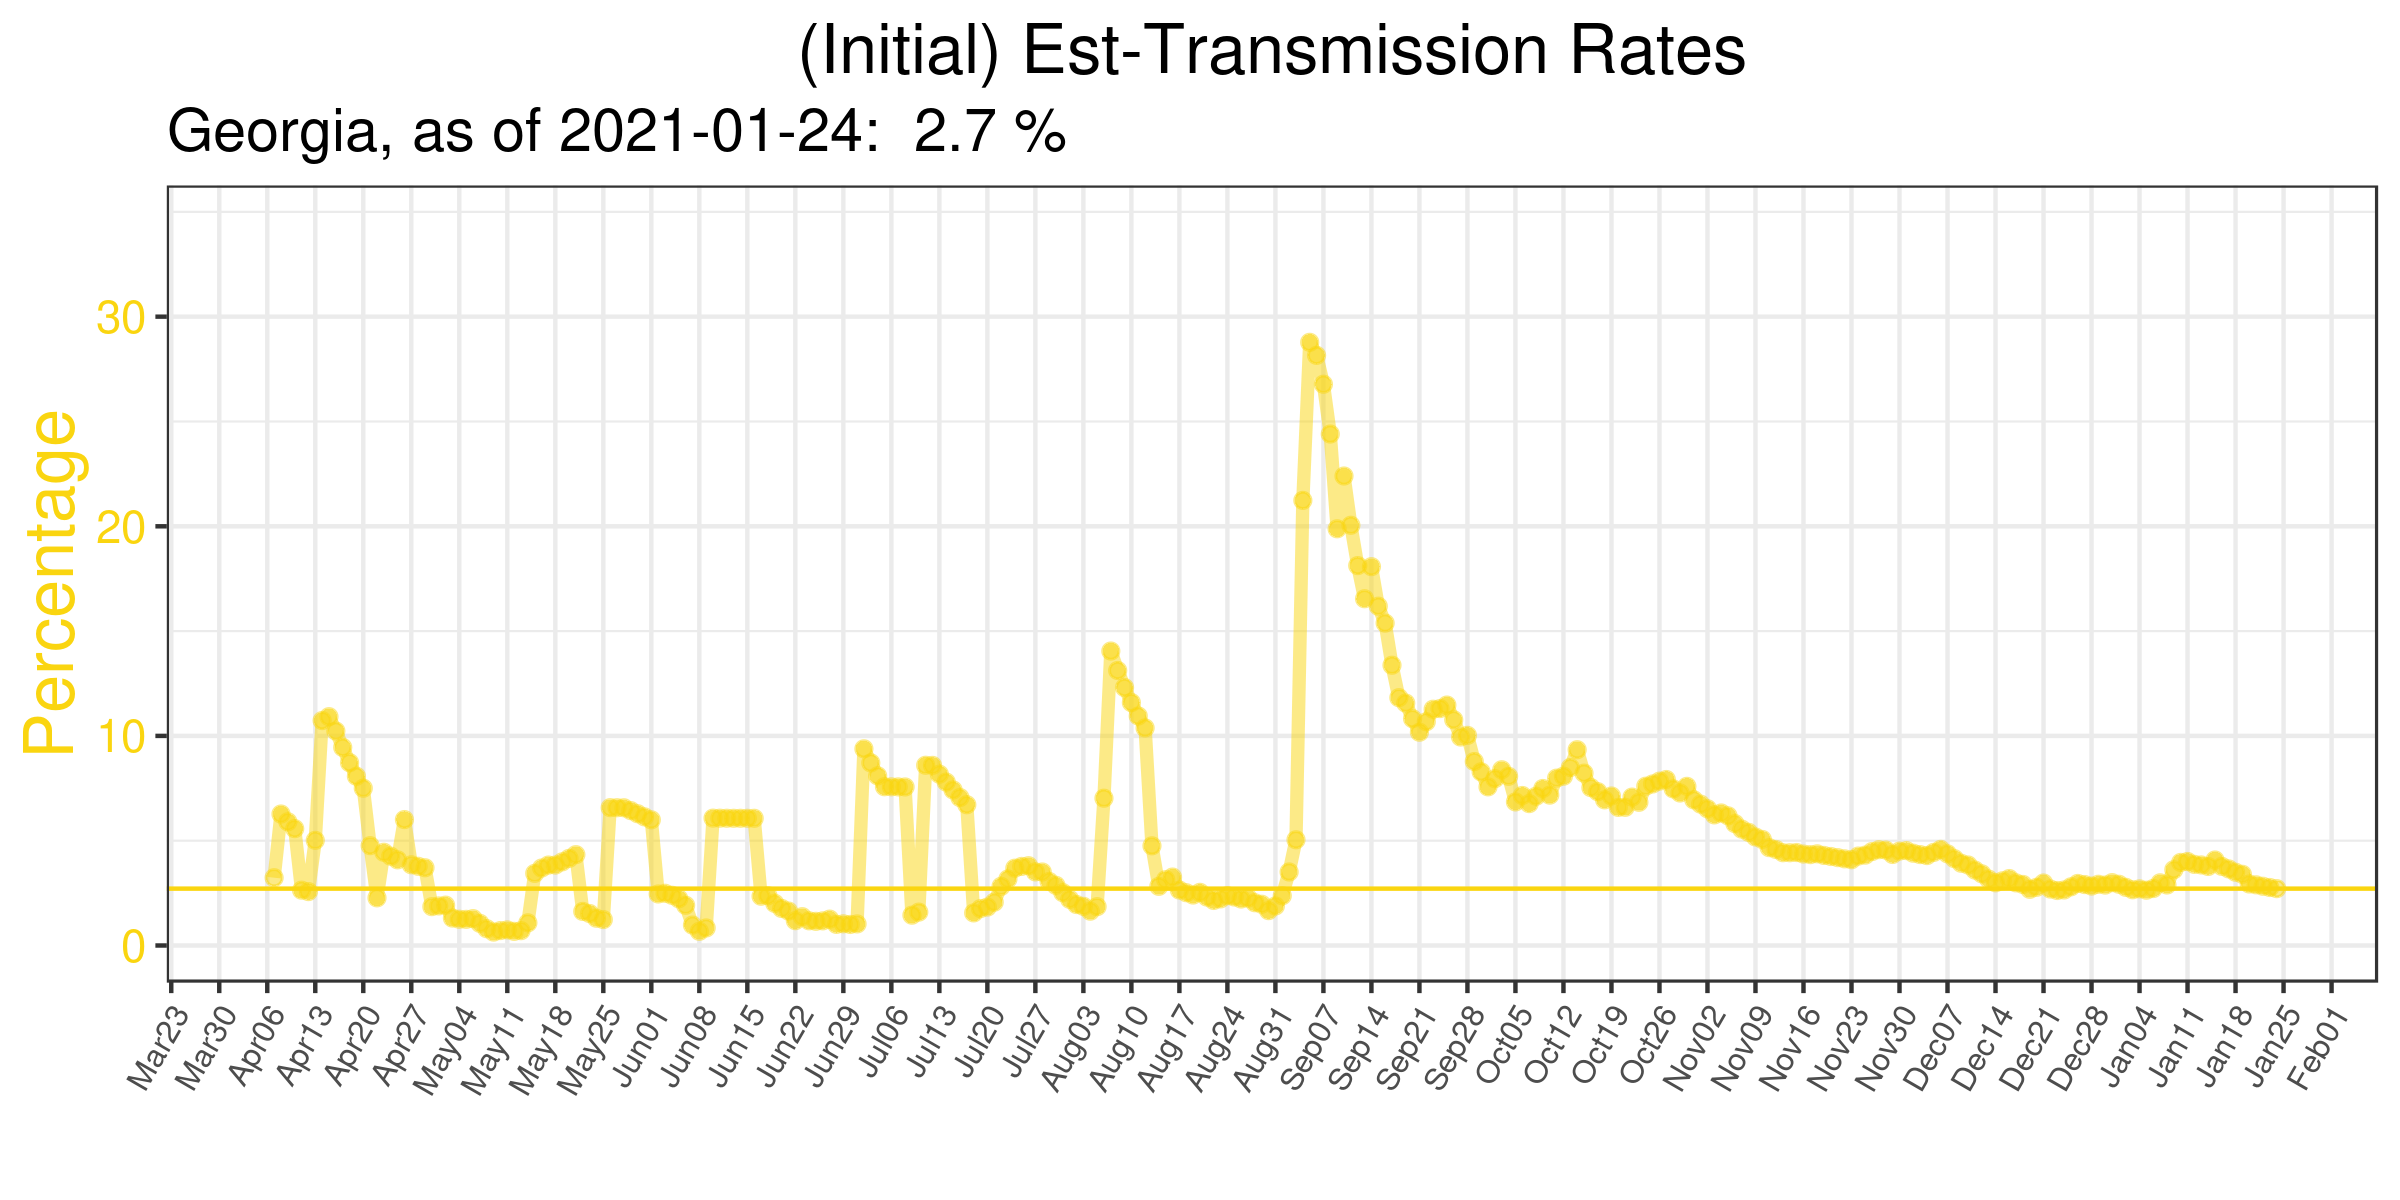 (Initial) Est-Transmission Rates
Georgia, as of 2021-01-24:  2.7 %
Percentage
30
20
10
0
Mar23 Mar30 Apr06 Apr13 Apr20 Apr27 May04 May11 May18 May25 Jun01 Jun08 Jun15 Jun22 Jun29 Jul06 Jul13 Jul20 Jul27 Aug03 Aug10 Aug17 Aug24 Aug31 Sep07 Sep14 Sep21 Sep28 Oct05 Oct12 Oct19 Oct26 Nov02 Nov09 Nov16 Nov23 Nov30 Dec07 Dec14 Dec21 Dec28 Jan04 Jan11 Jan18 Jan25 Feb01